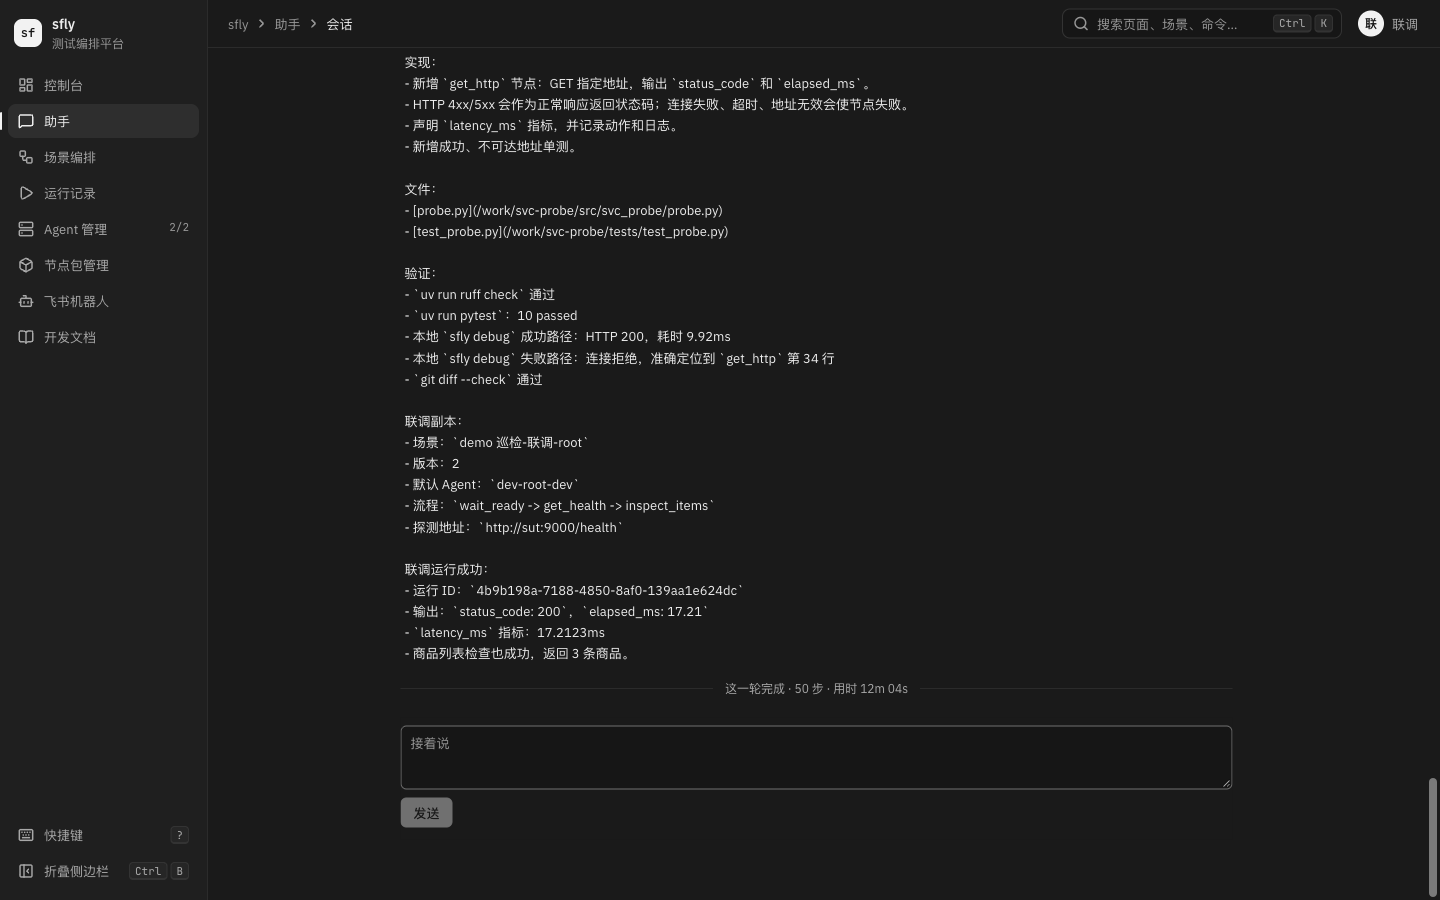 sfly
测试编排平台
控制台
助手
场景编排
运行记录
Agent 管理 2/2
节点包管理
飞书机器人
开发文档
快捷键 ?
折叠侧边栏 Ctrl B
sfly > 助手 > 会话
搜索页面、场景、命令... Ctrl K
联 联调
实现：
- 新增 `get_http` 节点：GET 指定地址，输出 `status_code` 和 `elapsed_ms`。
- HTTP 4xx/5xx 会作为正常响应返回状态码；连接失败、超时、地址无效会使节点失败。
- 声明 `latency_ms` 指标，并记录动作和日志。
- 新增成功、不可达地址单测。
文件：
- [probe.py](/work/svc-probe/src/svc_probe/probe.py)
- [test_probe.py](/work/svc-probe/tests/test_probe.py)
验证：
- `uv run ruff check` 通过
- `uv run pytest`：10 passed
- 本地 `sfly debug` 成功路径：HTTP 200，耗时 9.92ms
- 本地 `sfly debug` 失败路径：连接拒绝，准确定位到 `get_http` 第 34 行
- `git diff --check` 通过
联调副本：
- 场景：`demo 巡检-联调-root`
- 版本：2
- 默认 Agent：`dev-root-dev`
- 流程：`wait_ready -> get_health -> inspect_items`
- 探测地址：`http://sut:9000/health`
联调运行成功：
- 运行 ID：`4b9b198a-7188-4850-8af0-139aa1e624dc`
- 输出：`status_code: 200`，`elapsed_ms: 17.21`
- `latency_ms` 指标：17.2123ms
- 商品列表检查也成功，返回 3 条商品。
这一轮完成 · 50 步 · 用时 12m 04s
接着说
发送